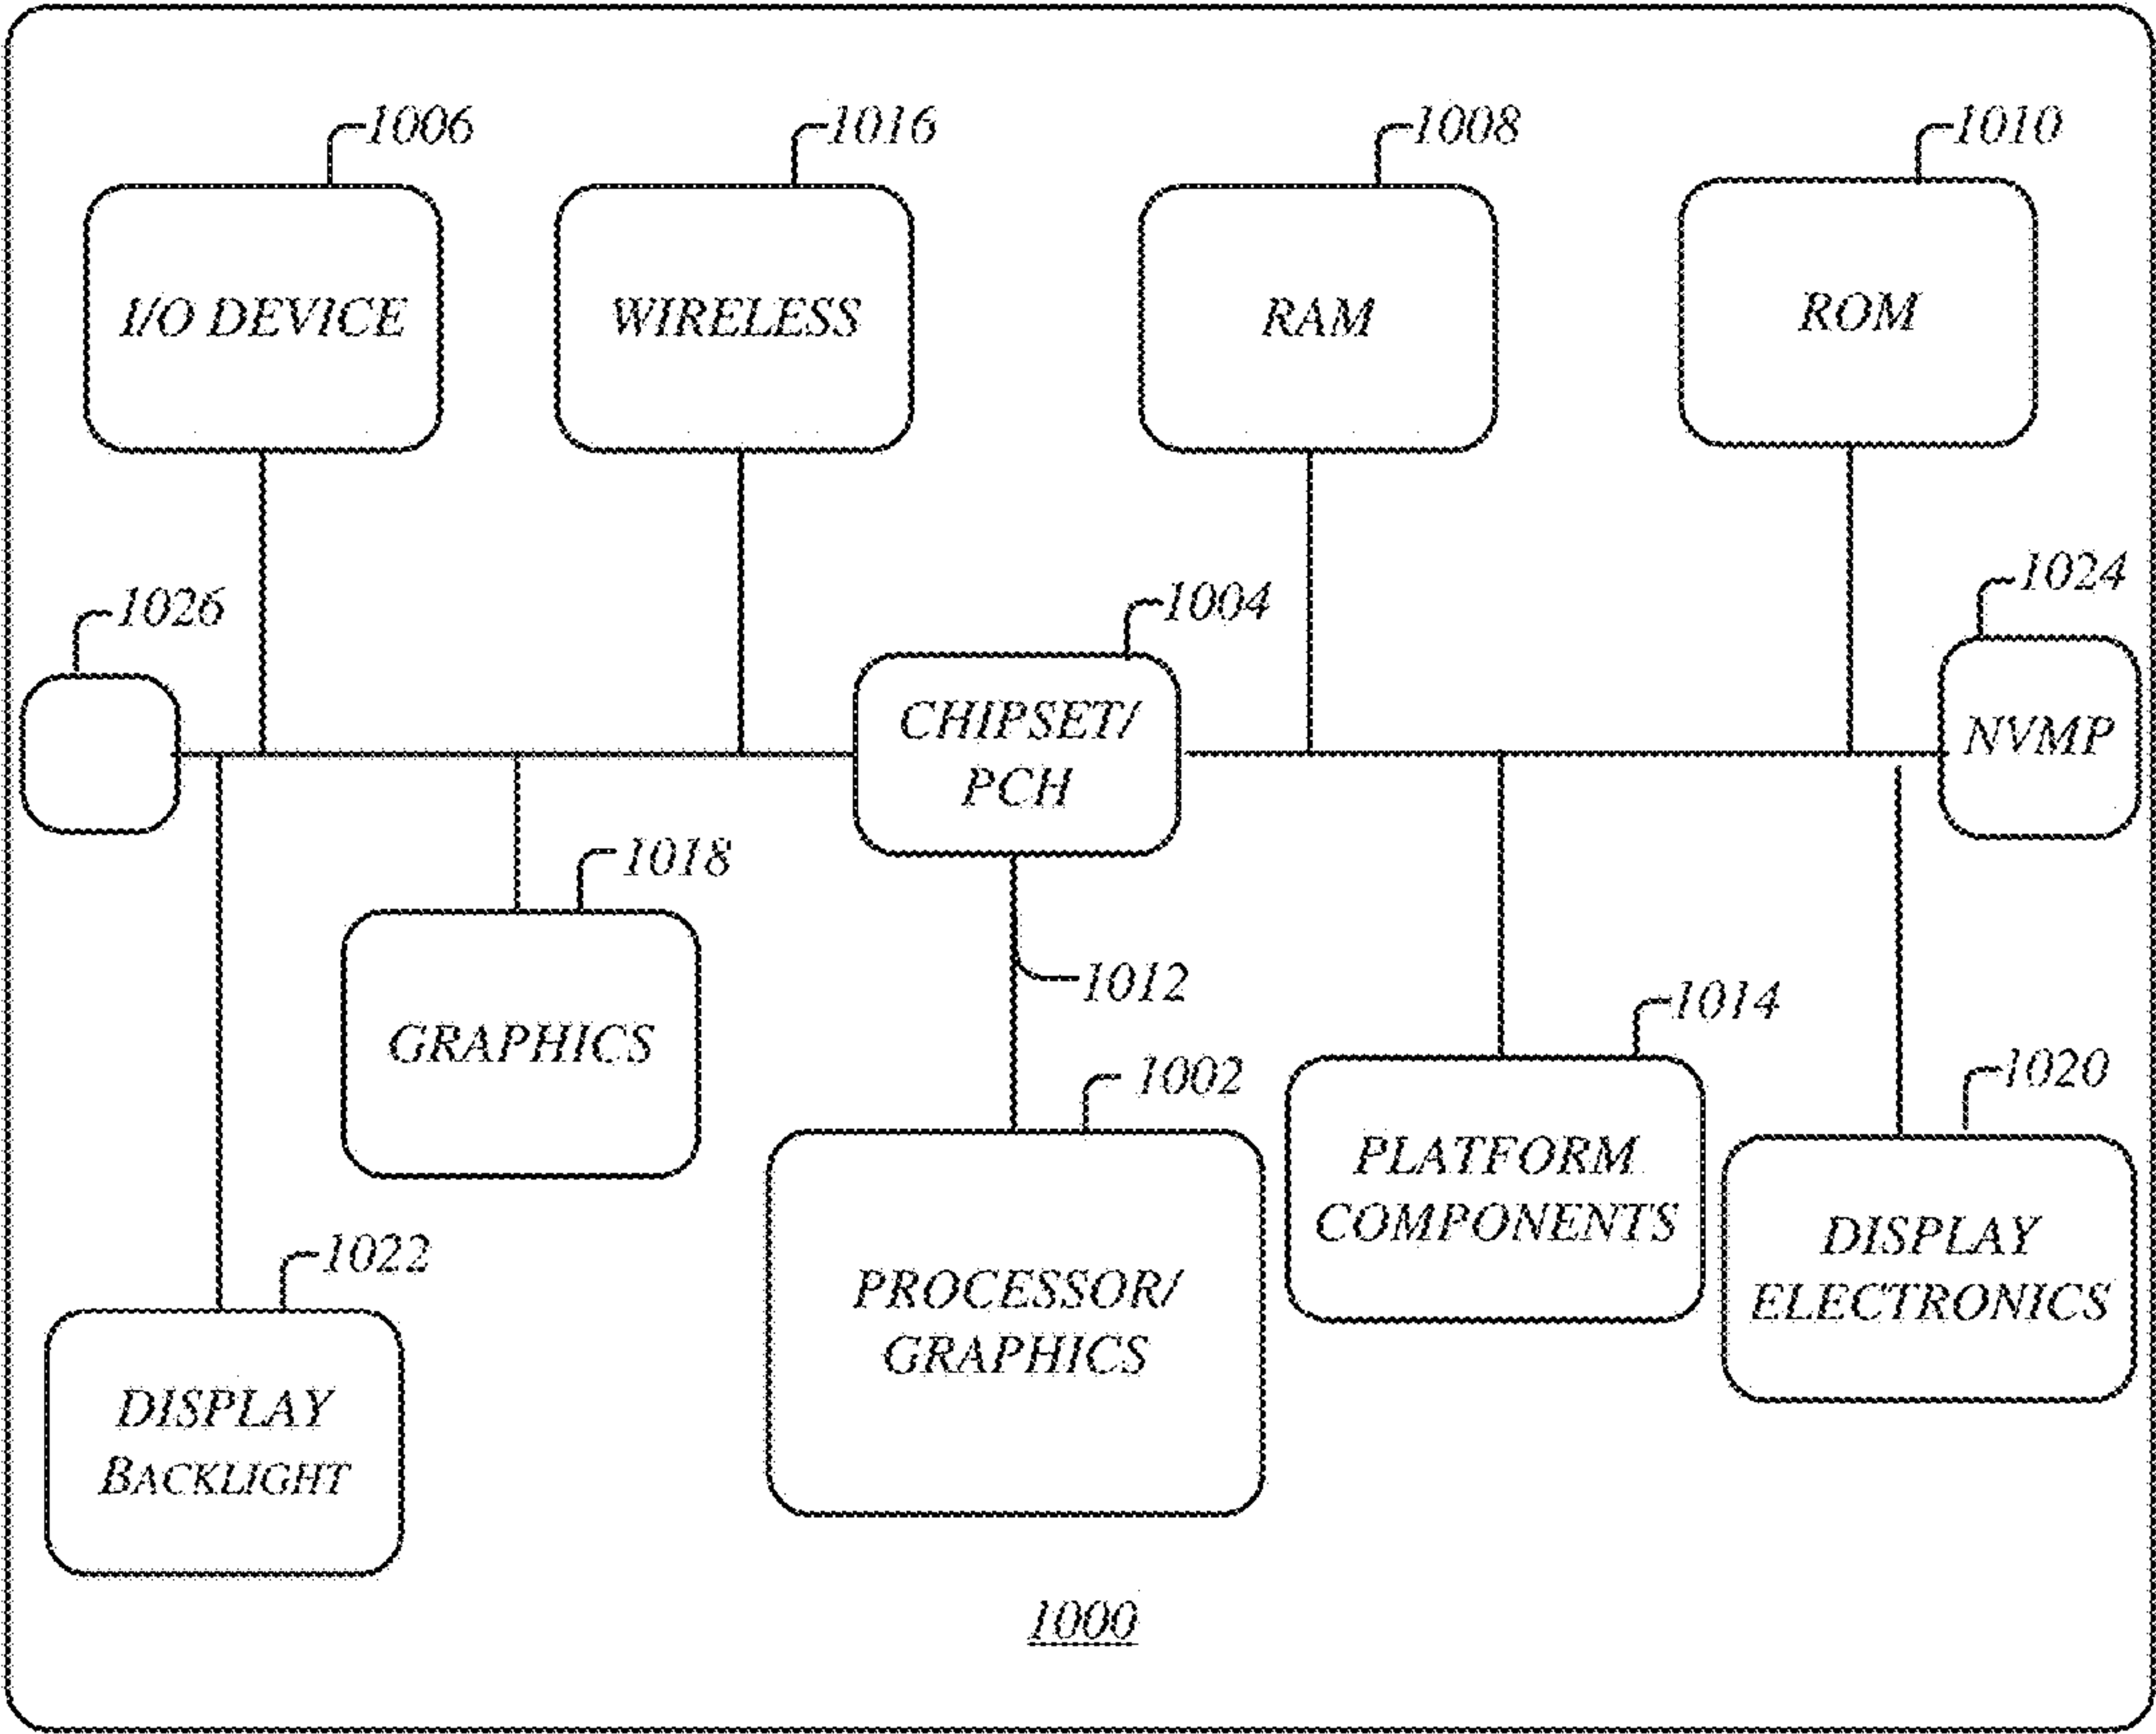 1006
1016
1008
1010
I/O DEVICE
WIRELESS
RAM
ROM
1026
1004
1024
CHIPSET/
PCH
NVMP
1018
1012
1014
GRAPHICS
1002
1020
PLATFORM
COMPONENTS
1022
PROCESSOR/
GRAPHICS
DISPLAY
ELECTRONICS
DISPLAY
BACKLIGHT
1000